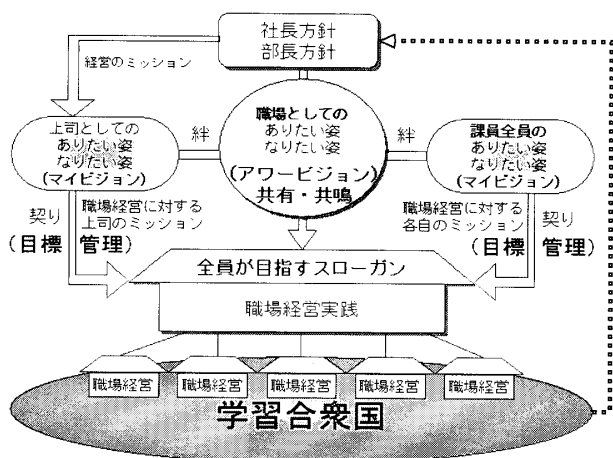 社長方針
部長方針
経営のミッション
上司としての
ありたい姿
なりたい姿
(マイビジョン)
絆
職場としての
ありたい姿
なりたい姿
(アワービジョン)
共有・共鳴
絆
課員全員の
ありたい姿
なりたい姿
(マイビジョン)
契り
(目標 管理)
職場経営に対する
上司のミッション
職場経営に対する
各自のミッション
契り
(目標 管理)
全員が目指すスローガン
職場経営実践
職場経営 職場経営 職場経営 職場経営 職場経営
学習合衆国